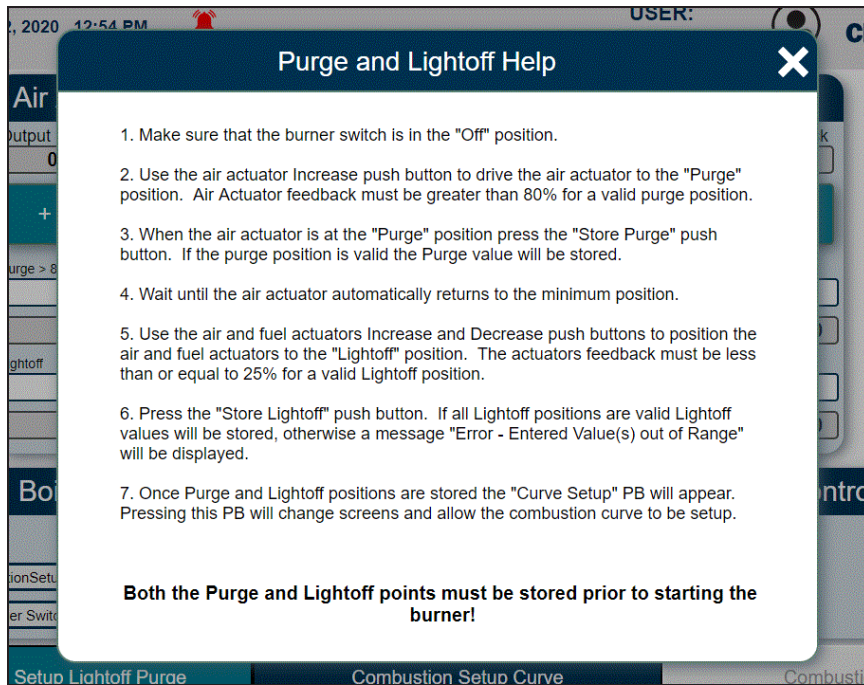 2, 2020 12:54 PM
USER:
Purge and Lightoff Help
Air
Output
k
0
+
1. Make sure that the burner switch is in the "Off" position.
2. Use the air actuator Increase push button to drive the air actuator to the "Purge"
position. Air Actuator feedback must be greater than 80% for a valid purge position.
3. When the air actuator is at the "Purge" position press the "Store Purge" push
button. If the purge position is valid the Purge value will be stored.
urge > 8
4. Wait until the air actuator automatically returns to the minimum position.
5. Use the air and fuel actuators Increase and Decrease push buttons to position the
air and fuel actuators to the "Lightoff" position. The actuators feedback must be less
than or equal to 25% for a valid Lightoff position.
ghtoff
6. Press the "Store Lightoff" push button. If all Lightoff positions are valid Lightoff
values will be stored, otherwise a message "Error - Entered Value(s) out of Range"
will be displayed.
7. Once Purge and Lightoff positions are stored the "Curve Setup" PB will appear.
Pressing this PB will change screens and allow the combustion curve to be setup.
Boi
ontro
tionSetu
er Switc
Both the Purge and Lightoff points must be stored prior to starting the
burner!
Setup Lightoff Purge
Combustion Setup Curve
Combusti